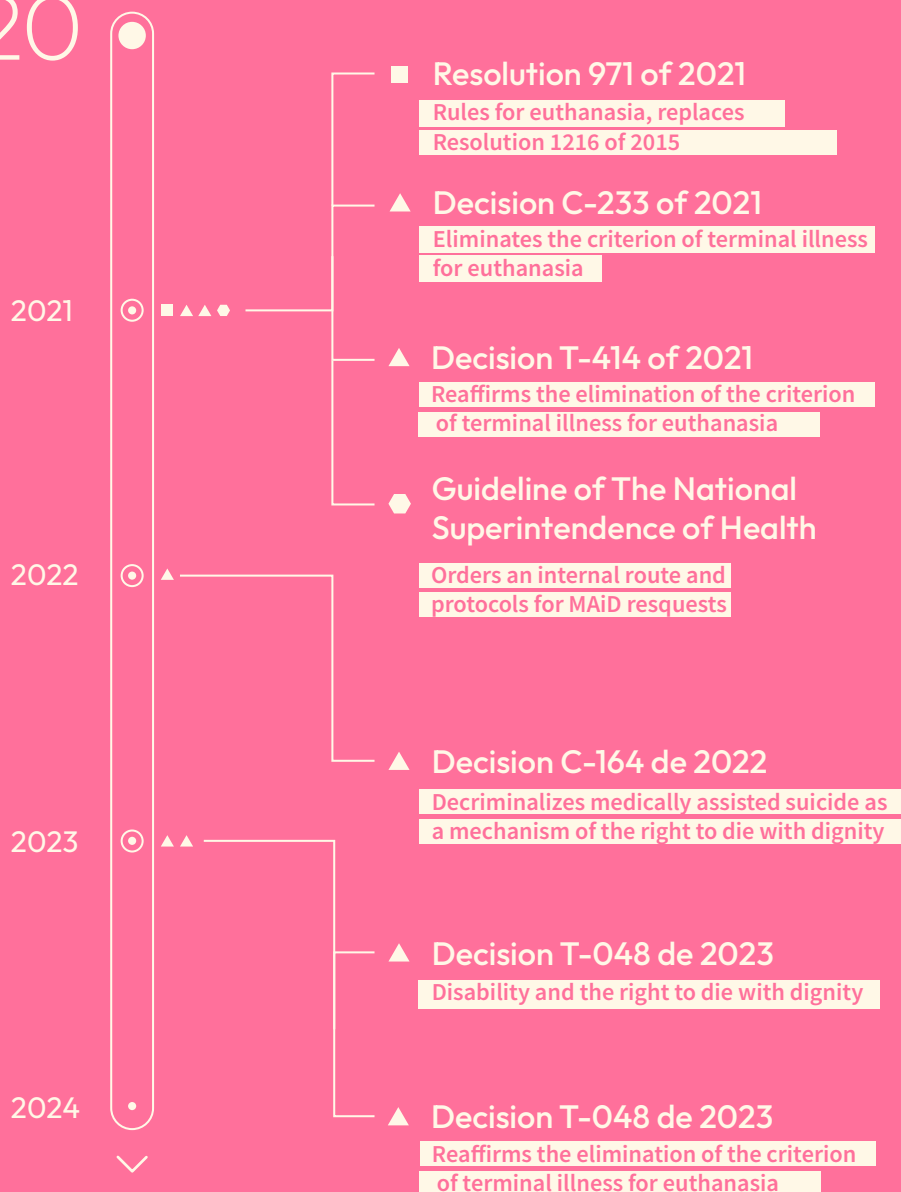 20
Resolution 971 of 2021
Rules for euthanasia, replaces
Resolution 1216 of 2015
Decision C-233 of 2021
Eliminates the criterion of terminal illness
for euthanasia
2021
Decision T-414 of 2021
Reaffirms the elimination of the criterion
of terminal illness for euthanasia
Guideline of The National
Superintendence of Health
2022
Orders an internal route and
protocols for MAiD resquests
Decision C-164 de 2022
Decriminalizes medically assisted suicide as
a mechanism of the right to die with dignity
2023
Decision T-048 de 2023
Disability and the right to die with dignity
2024
Decision T-048 de 2023
Reaffirms the elimination of the criterion
of terminal illness for euthanasia